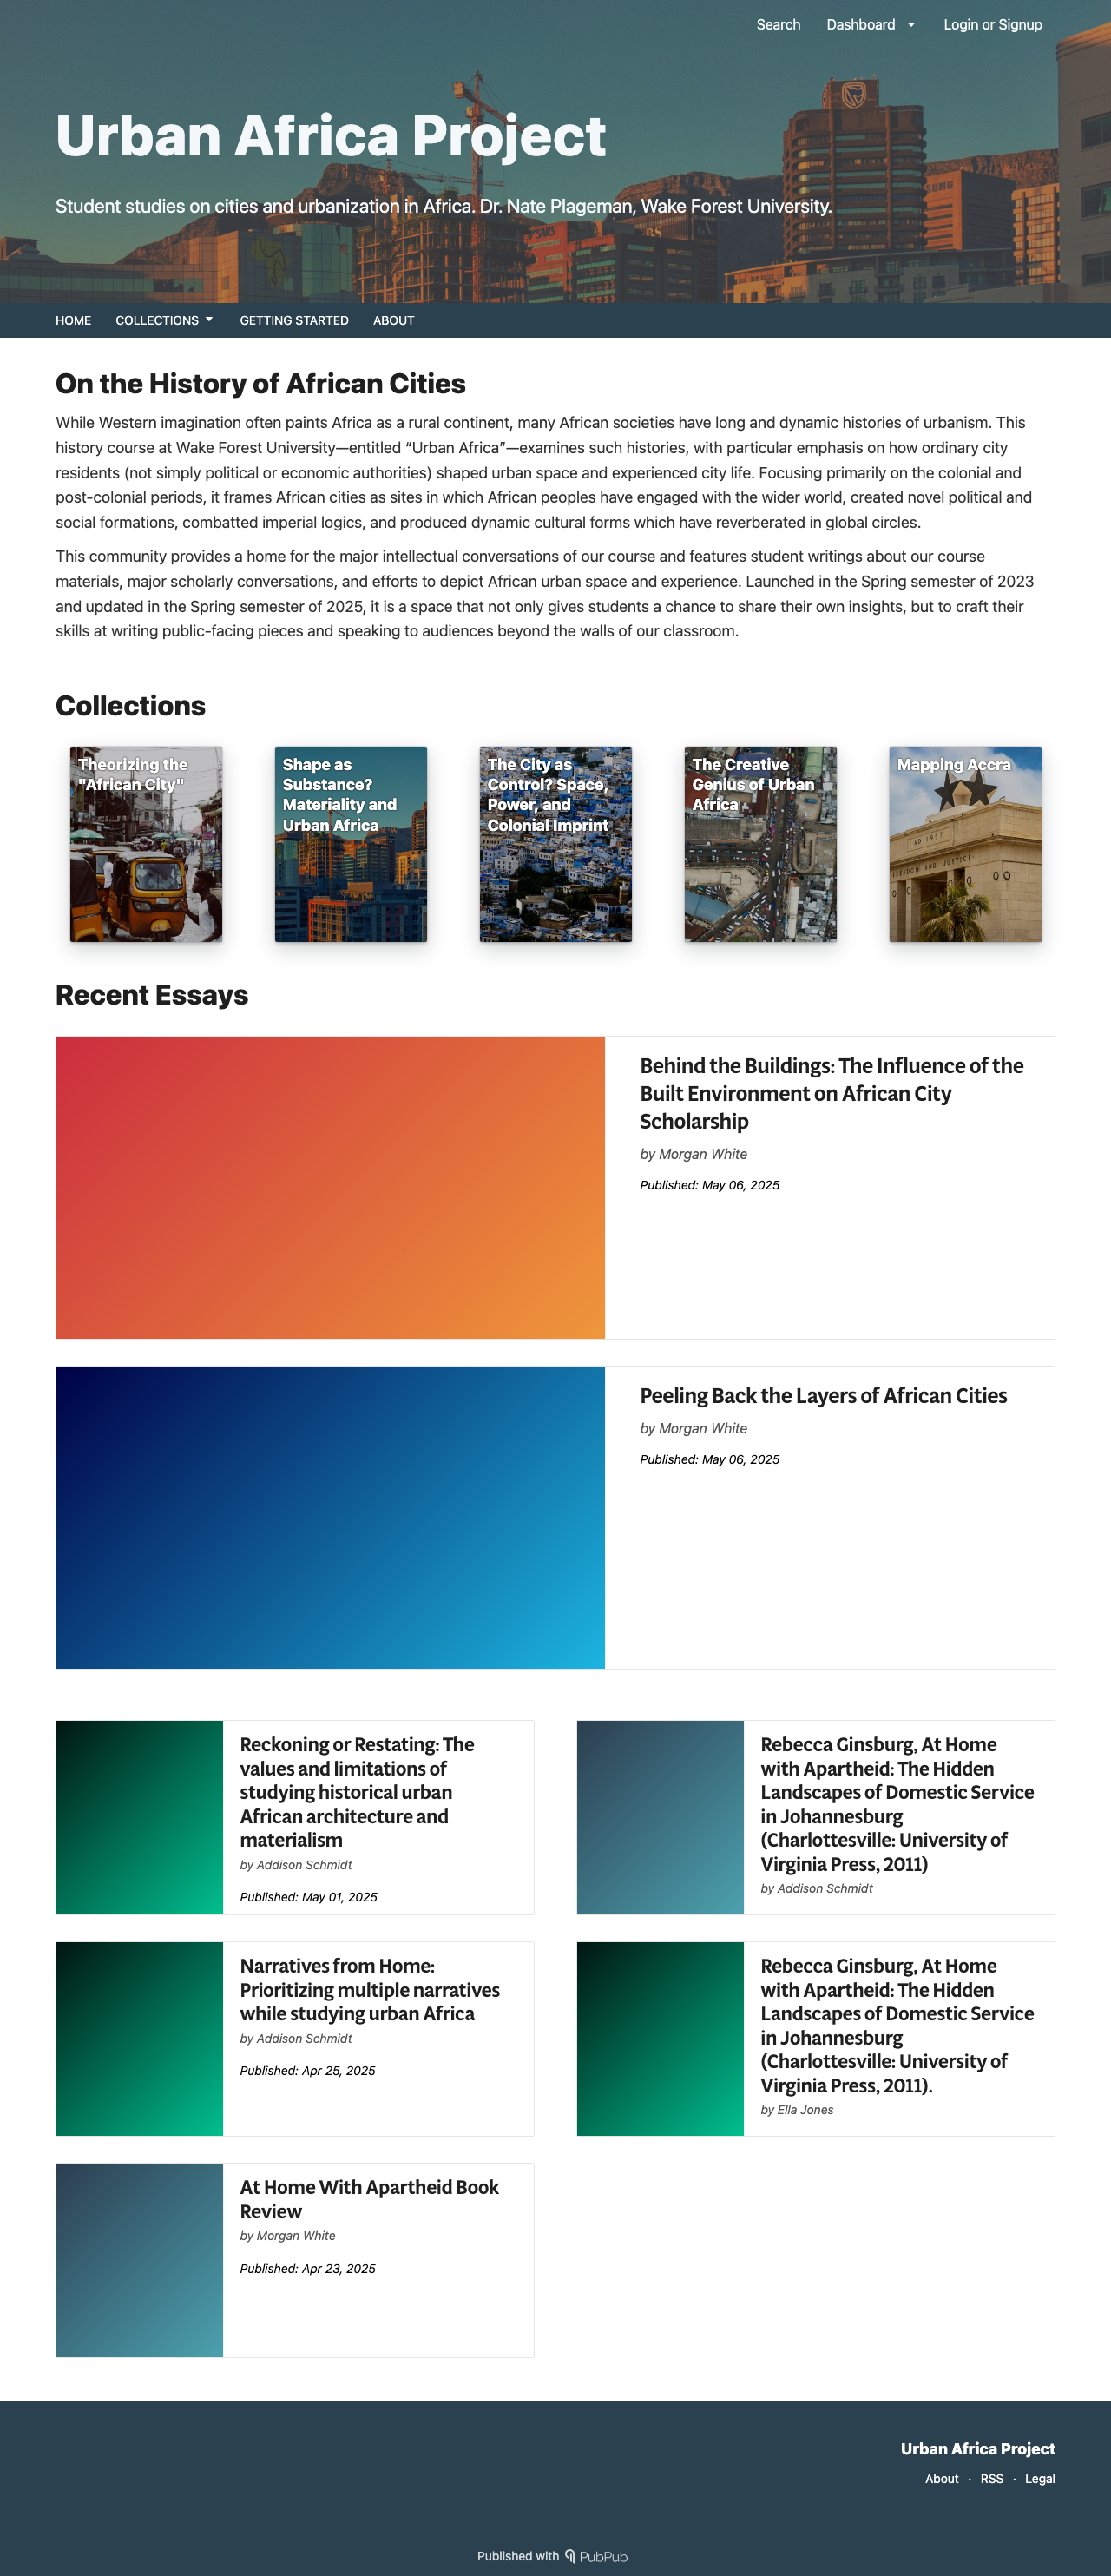 Search Dashboard Login or Signup
Urban Africa Project
Student studies on cities and urbanization in Africa. Dr. Nate Plageman, Wake Forest University.
HOME COLLECTIONS GETTING STARTED ABOUT
On the History of African Cities
While Western imagination often paints Africa as a rural continent, many African societies have long and dynamic histories of urbanism. This
history course at Wake Forest University—entitled “Urban Africa”—examines such histories, with particular emphasis on how ordinary city
residents (not simply political or economic authorities) shaped urban space and experienced city life. Focusing primarily on the colonial and
post-colonial periods, it frames African cities as sites in which African peoples have engaged with the wider world, created novel political and
social formations, combatted imperial logics, and produced dynamic cultural forms which have reverberated in global circles.
This community provides a home for the major intellectual conversations of our course and features student writings about our course
materials, major scholarly conversations, and efforts to depict African urban space and experience. Launched in the Spring semester of 2023
and updated in the Spring semester of 2025, it is a space that not only gives students a chance to share their own insights, but to craft their
skills at writing public-facing pieces and speaking to audiences beyond the walls of our classroom.
Collections
Theorizing the
"African City"
Shape as
Substance?
Materiality and
Urban Africa
The City as
Control? Space,
Power, and
Colonial Imprint
The Creative
Genius of Urban
Africa
Mapping Accra
AD 1957
FREEDOM AND JUSTICE
Recent Essays
Behind the Buildings: The Influence of the
Built Environment on African City
Scholarship
by Morgan White
Published: May 06, 2025
Peeling Back the Layers of African Cities
by Morgan White
Published: May 06, 2025
Reckoning or Restating: The
values and limitations of
studying historical urban
African architecture and
materialism
by Addison Schmidt
Published: May 01, 2025
Rebecca Ginsburg, At Home
with Apartheid: The Hidden
Landscapes of Domestic Service
in Johannesburg
(Charlottesville: University of
Virginia Press, 2011)
by Addison Schmidt
Narratives from Home:
Prioritizing multiple narratives
while studying urban Africa
by Addison Schmidt
Published: Apr 25, 2025
Rebecca Ginsburg, At Home
with Apartheid: The Hidden
Landscapes of Domestic Service
in Johannesburg
(Charlottesville: University of
Virginia Press, 2011).
by Ella Jones
At Home With Apartheid Book
Review
by Morgan White
Published: Apr 23, 2025
Urban Africa Project
About · RSS · Legal
Published with PubPub